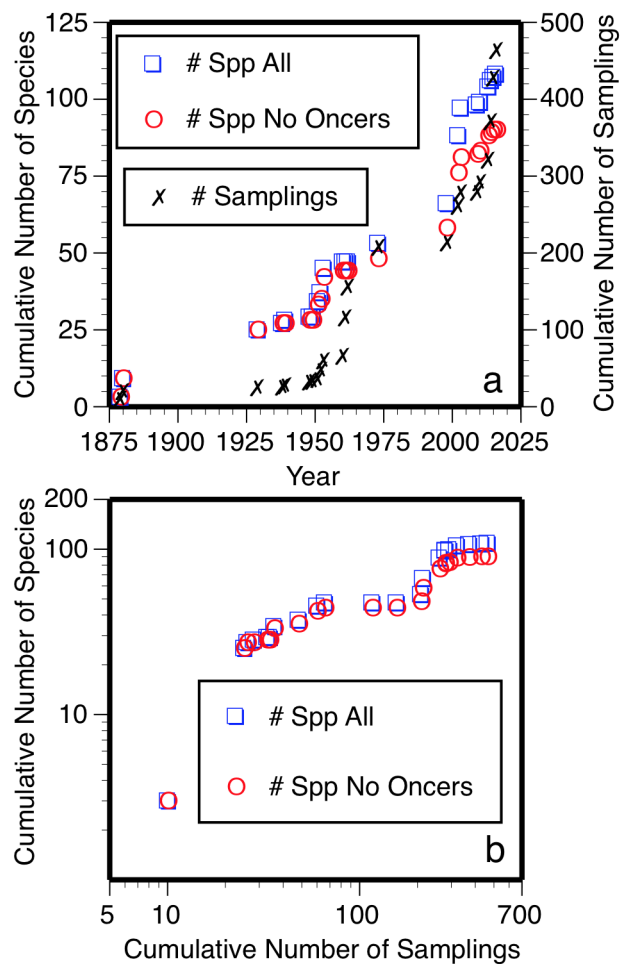 125
500
# Spp All
100
400
# Spp No Oncers
75
300
# Samplings
50
200
25
100
a
0
0
1875
1900
1925
1950
1975
2000
2025
Year
Cumulative Number of Species
Cumulative Number of Samplings
200
100
# Spp All
10
# Spp No Oncers
b
5
10
100
700
Cumulative Number of Species
Cumulative Number of Samplings